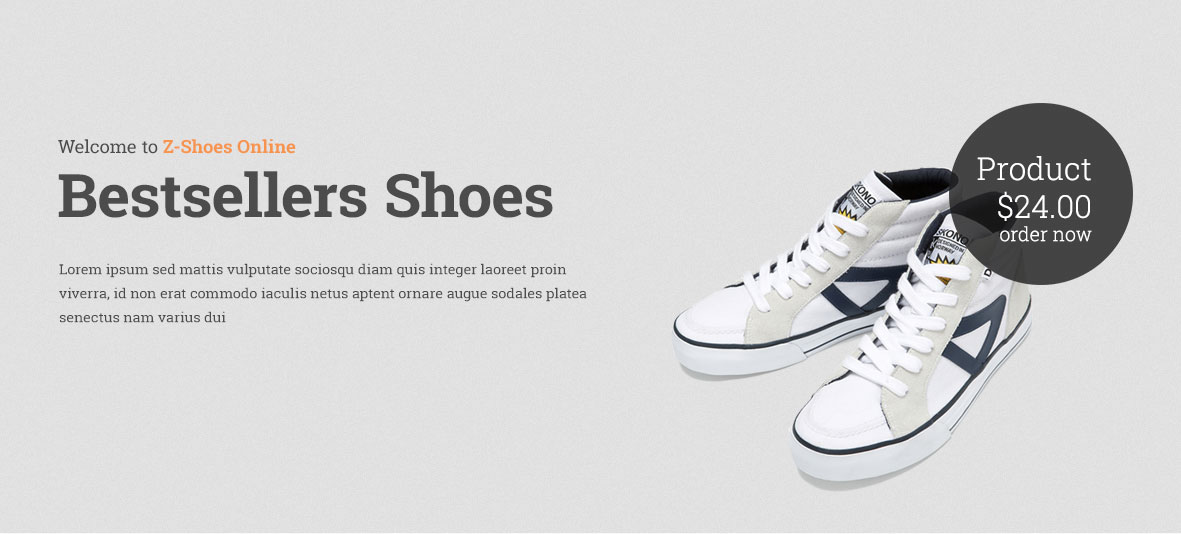 Welcome to Z-Shoes Online
Bestsellers Shoes
Lorem ipsum sed mattis vulputate sociosqu diam quis integer laoreet proin
viverra, id non erat commodo iaculis netus aptent ornare augue sodales platea
senectus nam varius dui
Product
$24.00
order now